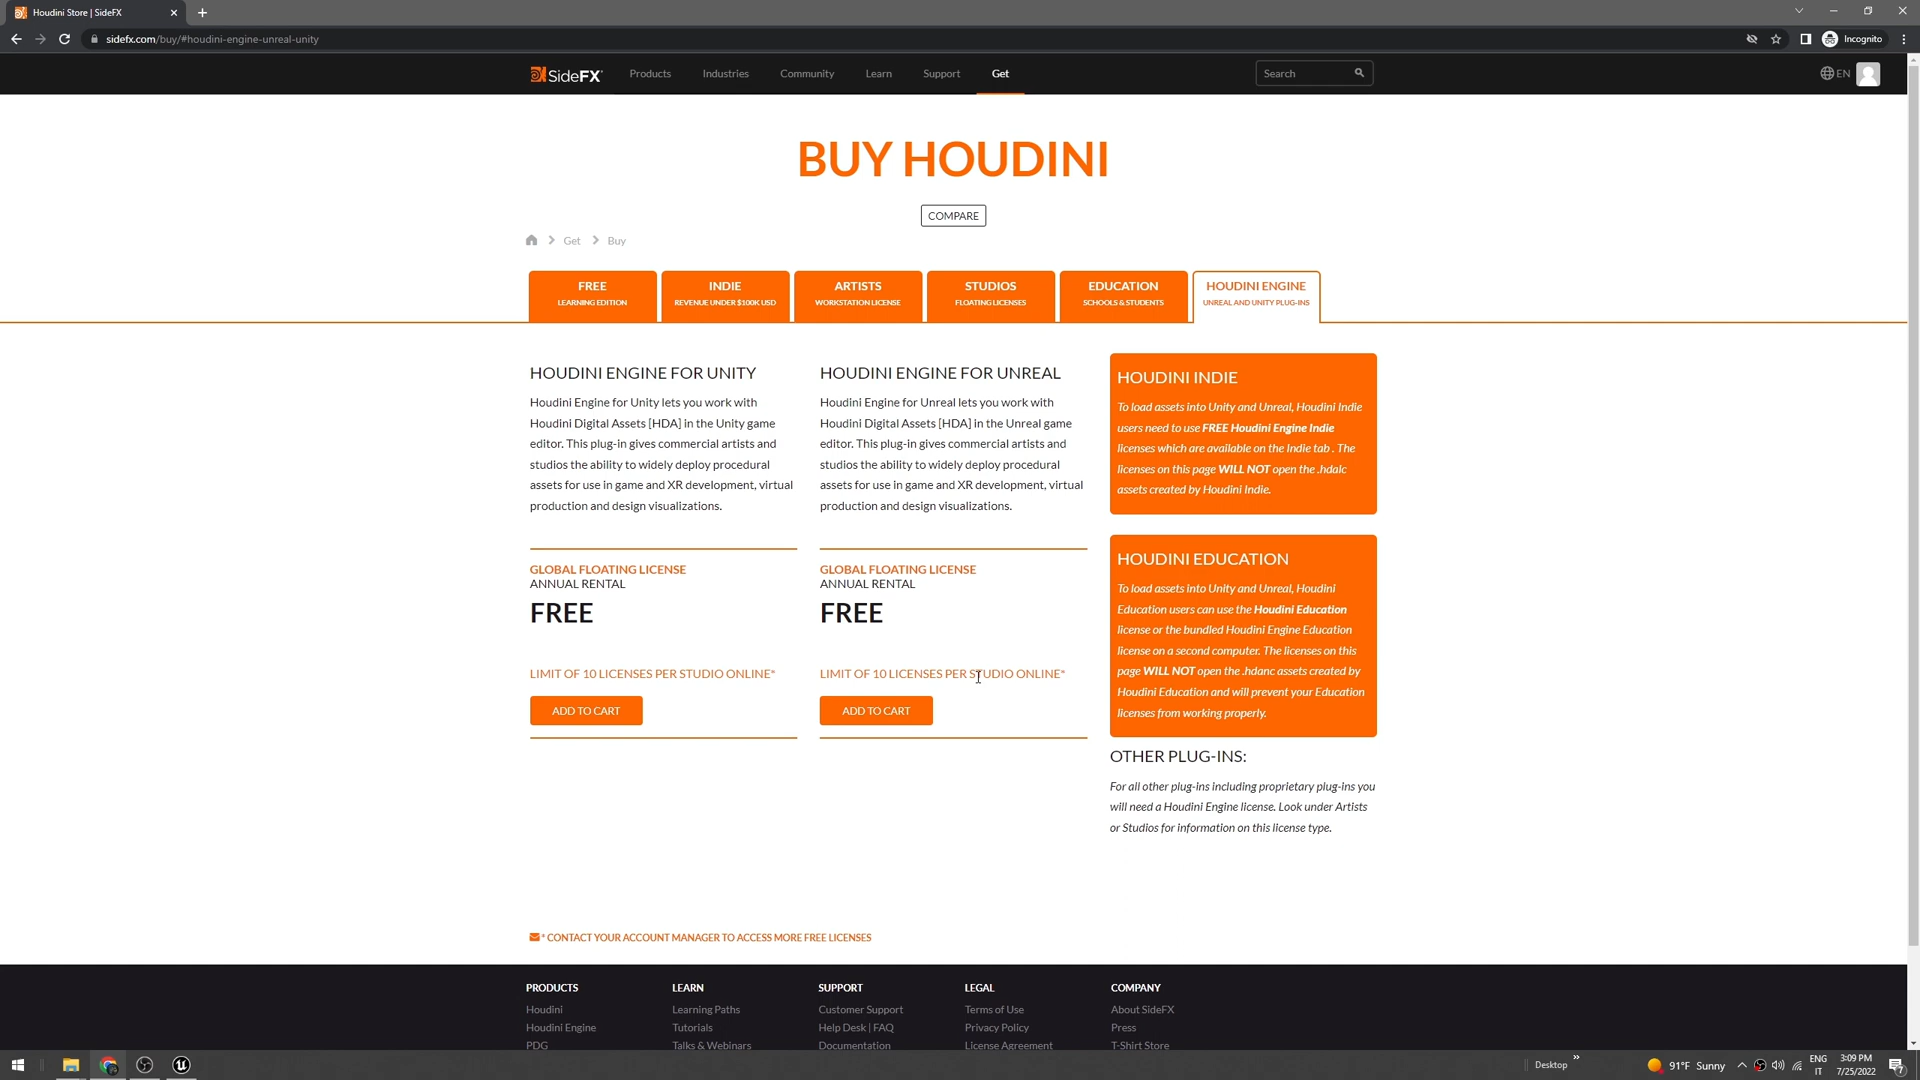 Houdini Store | SideFX
sidefx.com/buy/#houdini-engine-unreal-unity
Incognito
SideFX
Products
Industries
Community
Learn
Support
Get
Search
EN
BUY HOUDINI
COMPARE
Get
Buy
FREE
LEARNING EDITION
INDIE
REVENUE UNDER $100K USD
ARTISTS
WORKSTATION LICENSE
STUDIOS
FLOATING LICENSES
EDUCATION
SCHOOLS & STUDENTS
HOUDINI ENGINE
UNREAL AND UNITY PLUG-INS
HOUDINI ENGINE FOR UNITY
Houdini Engine for Unity lets you work with
Houdini Digital Assets [HDA] in the Unity game
editor. This plug-in gives commercial artists and
studios the ability to widely deploy procedural
assets for use in game and XR development, virtual
production and design visualizations.
GLOBAL FLOATING LICENSE
ANNUAL RENTAL
FREE
LIMIT OF 10 LICENSES PER STUDIO ONLINE*
ADD TO CART
HOUDINI ENGINE FOR UNREAL
Houdini Engine for Unreal lets you work with
Houdini Digital Assets [HDA] in the Unreal game
editor. This plug-in gives commercial artists and
studios the ability to widely deploy procedural
assets for use in game and XR development, virtual
production and design visualizations.
GLOBAL FLOATING LICENSE
ANNUAL RENTAL
FREE
LIMIT OF 10 LICENSES PER STUDIO ONLINE*
ADD TO CART
HOUDINI INDIE
To load assets into Unity and Unreal, Houdini Indie
users need to use FREE Houdini Engine Indie
licenses which are available on the Indie tab . The
licenses on this page WILL NOT open the .hdalc
assets created by Houdini Indie.
HOUDINI EDUCATION
To load assets into Unity and Unreal, Houdini
Education users can use the Houdini Education
license or the bundled Houdini Engine Education
license on a second computer. The licenses on this
page WILL NOT open the .hdanc assets created by
Houdini Education and will prevent your Education
licenses from working properly.
OTHER PLUG-INS:
For all other plug-ins including proprietary plug-ins you
will need a Houdini Engine license. Look under Artists
or Studios for information on this license type.
* CONTACT YOUR ACCOUNT MANAGER TO ACCESS MORE FREE LICENSES
PRODUCTS
Houdini
Houdini Engine
PDG
LEARN
Learning Paths
Tutorials
Talks & Webinars
SUPPORT
Customer Support
Help Desk | FAQ
Documentation
LEGAL
Terms of Use
Privacy Policy
License Agreement
COMPANY
About SideFX
Press
T-Shirt Store
Desktop
91°F Sunny
ENG
IT
3:09 PM
7/25/2022